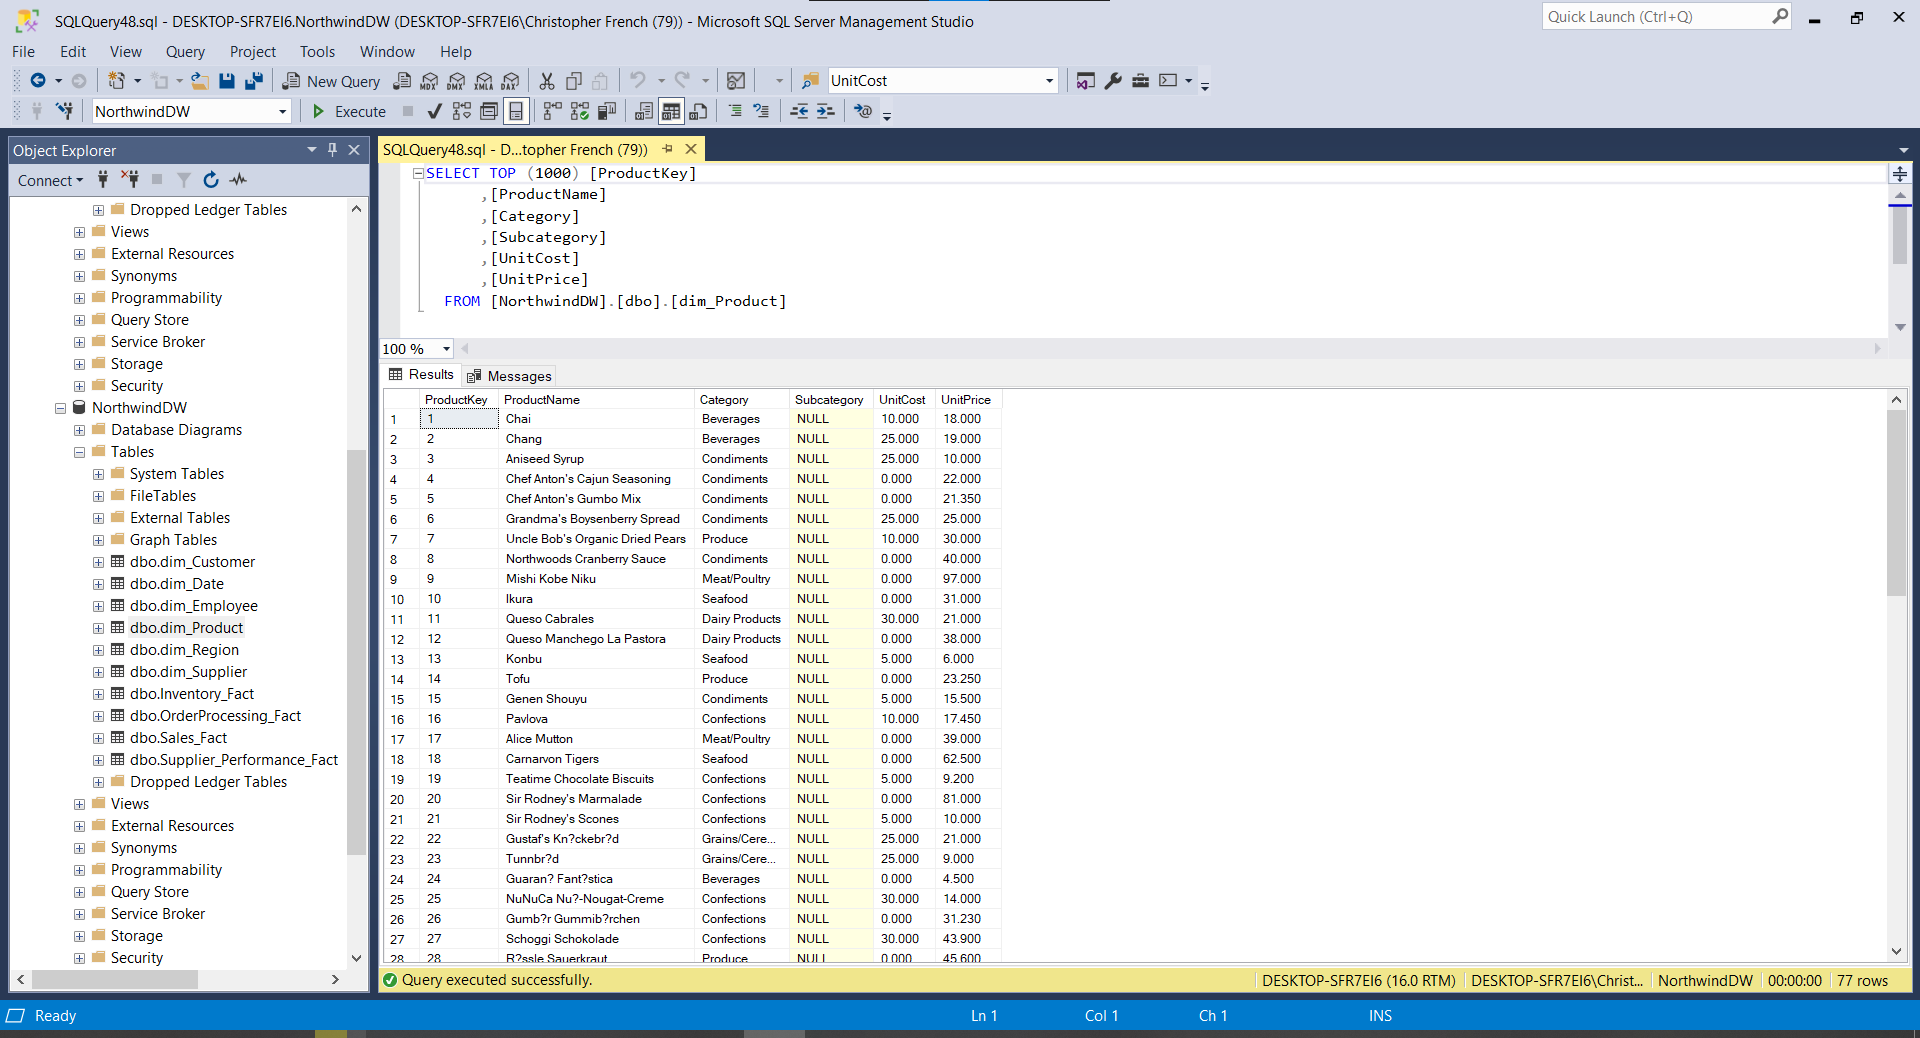 SQLQuery48.sql - DESKTOP-SFR7EI6.NorthwindDW (DESKTOP-SFR7EI6\Christopher French (79)) - Microsoft SQL Server Management Studio
Quick Launch (Ctrl+Q)
File Edit View Query Project Tools Window Help
New Query MDX DMX XMLA DAX UnitCost
NorthwindDW Execute
Object Explorer
Connect
Dropped Ledger Tables
Views
External Resources
Synonyms
Programmability
Query Store
Service Broker
Storage
Security
NorthwindDW
Database Diagrams
Tables
System Tables
FileTables
External Tables
Graph Tables
dbo.dim_Customer
dbo.dim_Date
dbo.dim_Employee
dbo.dim_Product
dbo.dim_Region
dbo.dim_Supplier
dbo.Inventory_Fact
dbo.OrderProcessing_Fact
dbo.Sales_Fact
dbo.Supplier_Performance_Fact
Dropped Ledger Tables
Views
External Resources
Synonyms
Programmability
Query Store
Service Broker
Storage
Security
SQLQuery48.sql - D...topher French (79))
SELECT TOP (1000) [ProductKey]
,[ProductName]
,[Category]
,[Subcategory]
,[UnitCost]
,[UnitPrice]
FROM [NorthwindDW].[dbo].[dim_Product]
100 %
Results Messages
ProductKey ProductName Category Subcategory UnitCost UnitPrice
1 1 Chai Beverages NULL 10.000 18.000
2 2 Chang Beverages NULL 25.000 19.000
3 3 Aniseed Syrup Condiments NULL 25.000 10.000
4 4 Chef Anton's Cajun Seasoning Condiments NULL 0.000 22.000
5 5 Chef Anton's Gumbo Mix Condiments NULL 0.000 21.350
6 6 Grandma's Boysenberry Spread Condiments NULL 25.000 25.000
7 7 Uncle Bob's Organic Dried Pears Produce NULL 10.000 30.000
8 8 Northwoods Cranberry Sauce Condiments NULL 0.000 40.000
9 9 Mishi Kobe Niku Meat/Poultry NULL 0.000 97.000
10 10 Ikura Seafood NULL 0.000 31.000
11 11 Queso Cabrales Dairy Products NULL 30.000 21.000
12 12 Queso Manchego La Pastora Dairy Products NULL 0.000 38.000
13 13 Konbu Seafood NULL 5.000 6.000
14 14 Tofu Produce NULL 0.000 23.250
15 15 Genen Shouyu Condiments NULL 5.000 15.500
16 16 Pavlova Confections NULL 10.000 17.450
17 17 Alice Mutton Meat/Poultry NULL 0.000 39.000
18 18 Carnarvon Tigers Seafood NULL 0.000 62.500
19 19 Teatime Chocolate Biscuits Confections NULL 5.000 9.200
20 20 Sir Rodney's Marmalade Confections NULL 0.000 81.000
21 21 Sir Rodney's Scones Confections NULL 5.000 10.000
22 22 Gustaf's Kn?ckebr?d Grains/Cere... NULL 25.000 21.000
23 23 Tunnbr?d Grains/Cere... NULL 25.000 9.000
24 24 Guaran? Fant?stica Beverages NULL 0.000 4.500
25 25 NuNuCa Nu?-Nougat-Creme Confections NULL 30.000 14.000
26 26 Gumb?r Gummib?rchen Confections NULL 0.000 31.230
27 27 Schoggi Schokolade Confections NULL 30.000 43.900
28 28 R?ssle Sauerkraut Produce NULL 0.000 45.600
Query executed successfully. DESKTOP-SFR7EI6 (16.0 RTM) DESKTOP-SFR7EI6\Christ... NorthwindDW 00:00:00 77 rows
Ready Ln 1 Col 1 Ch 1 INS